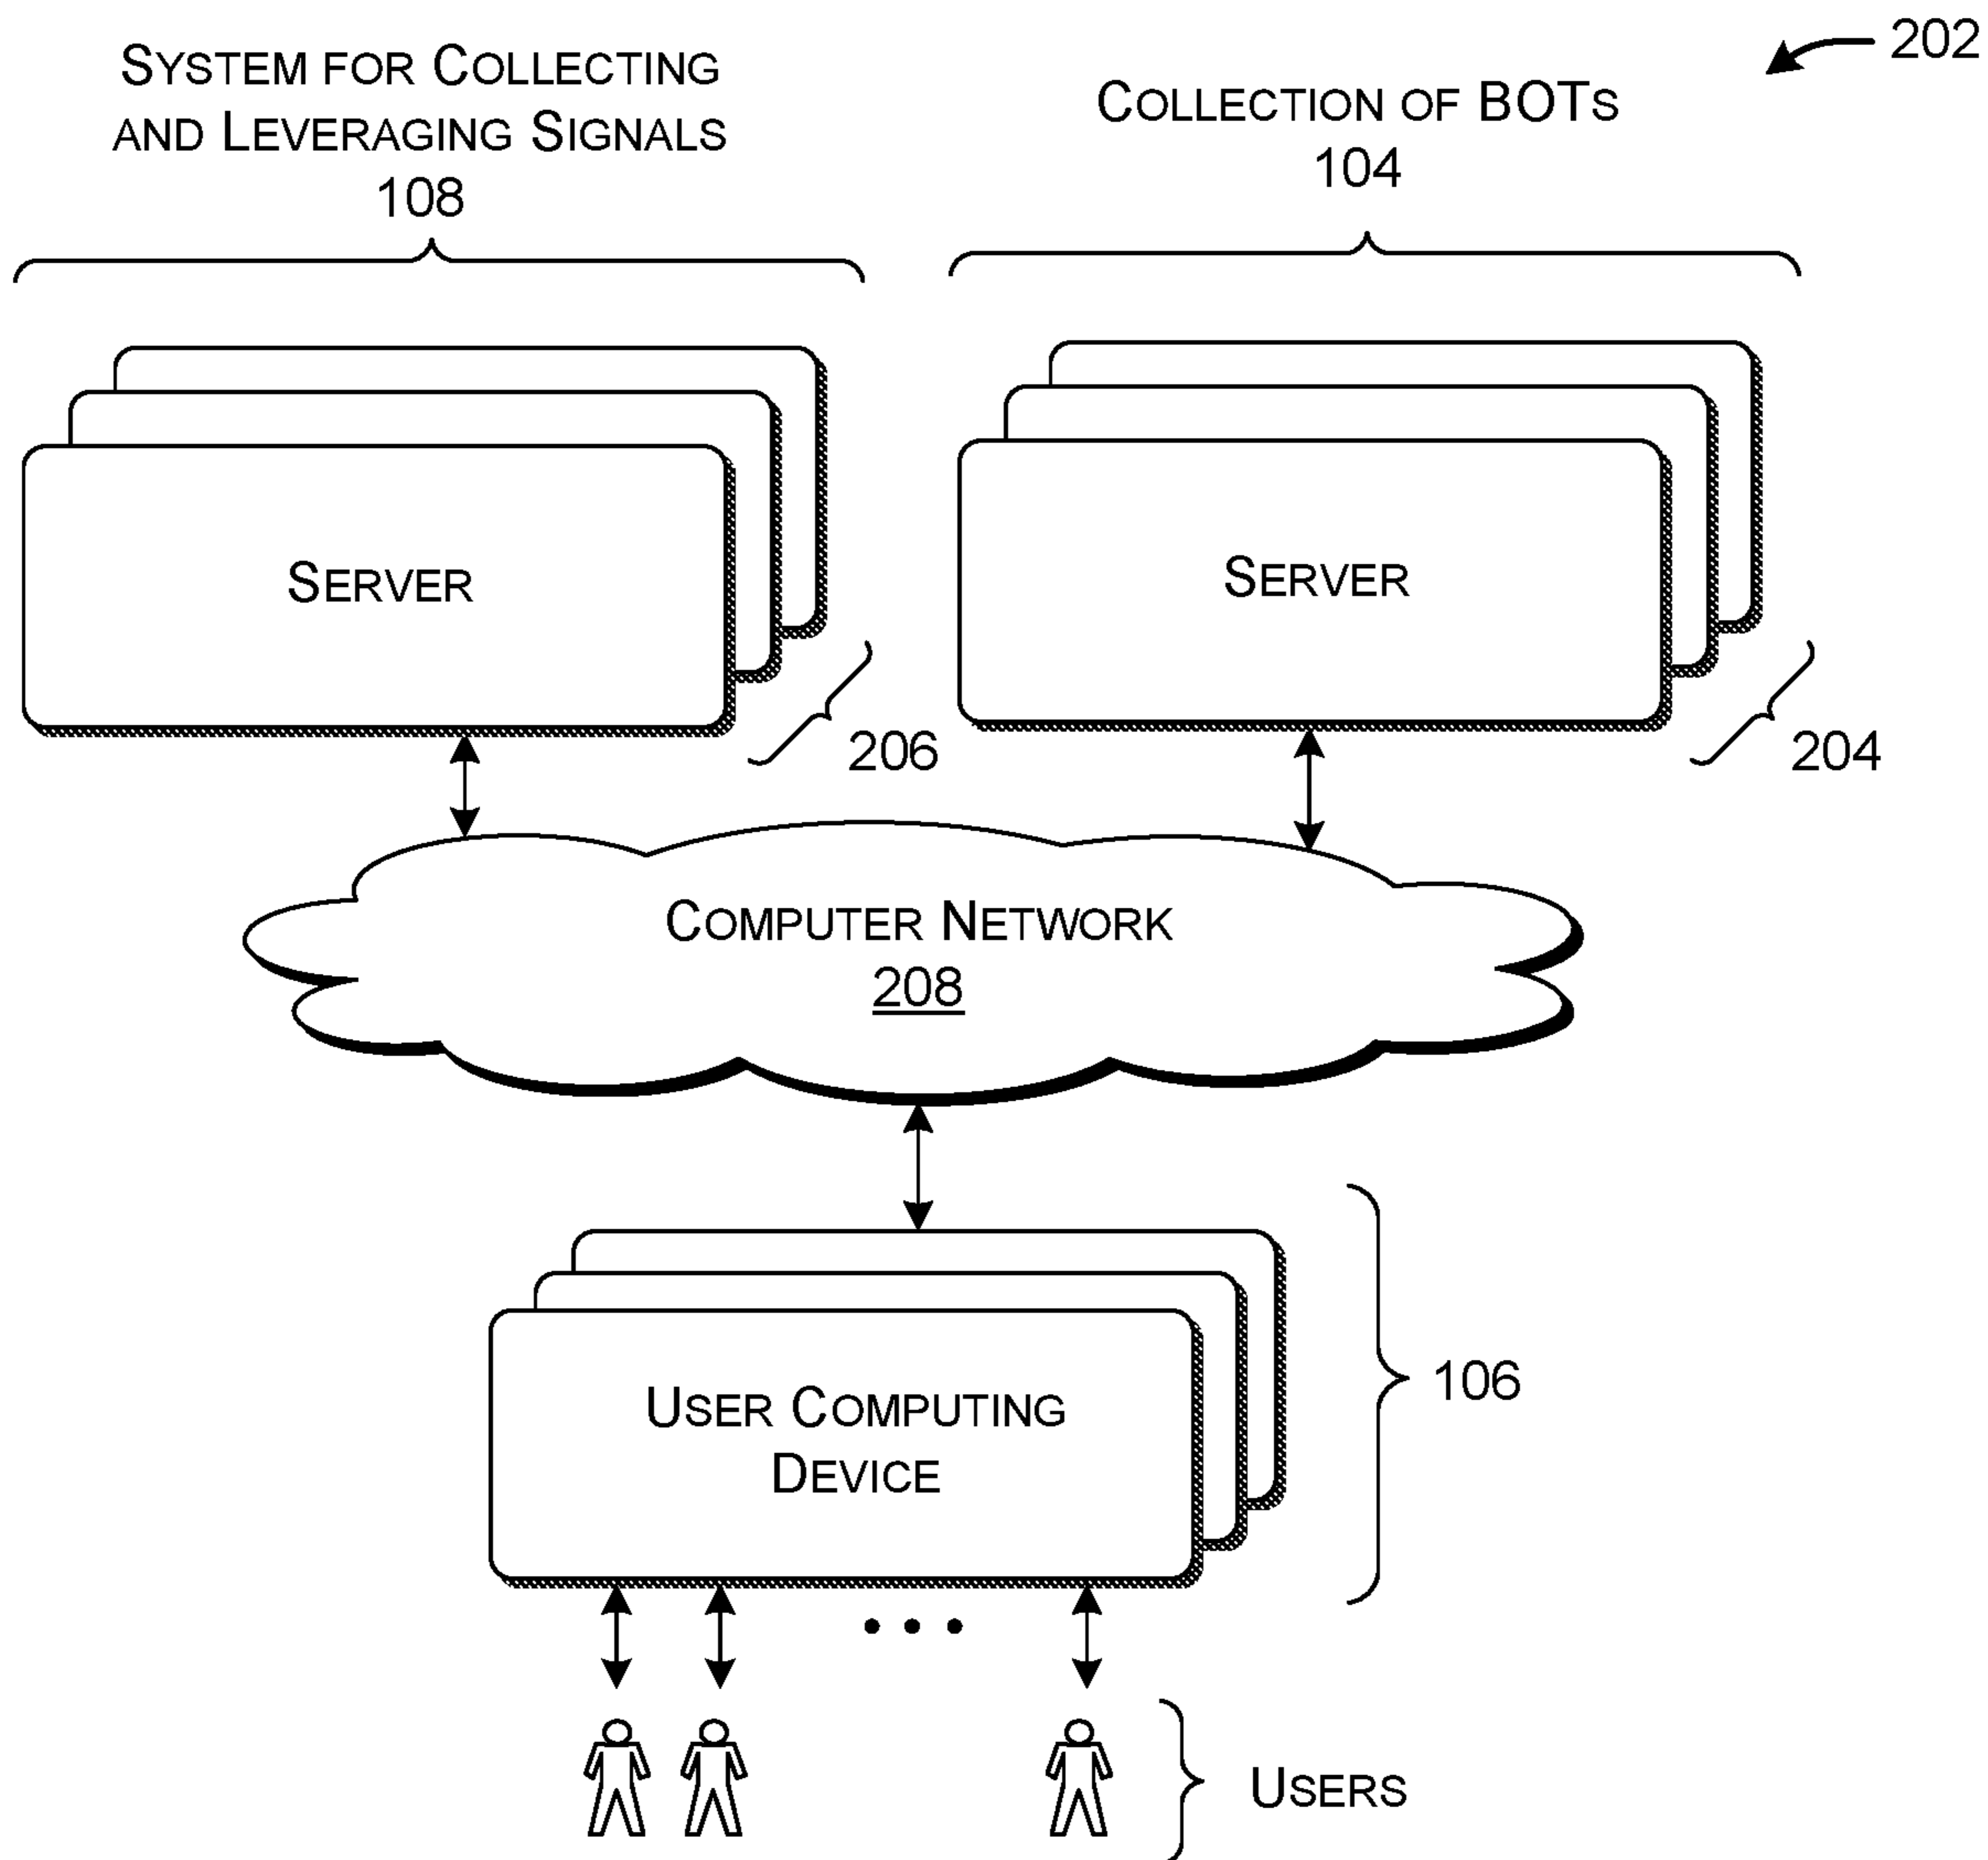 202
SYSTEM FOR COLLECTING
AND LEVERAGING SIGNALS
108
COLLECTION OF BOTS
104
SERVER
206
SERVER
204
COMPUTER NETWORK
208
USER COMPUTING
DEVICE
106
USERS